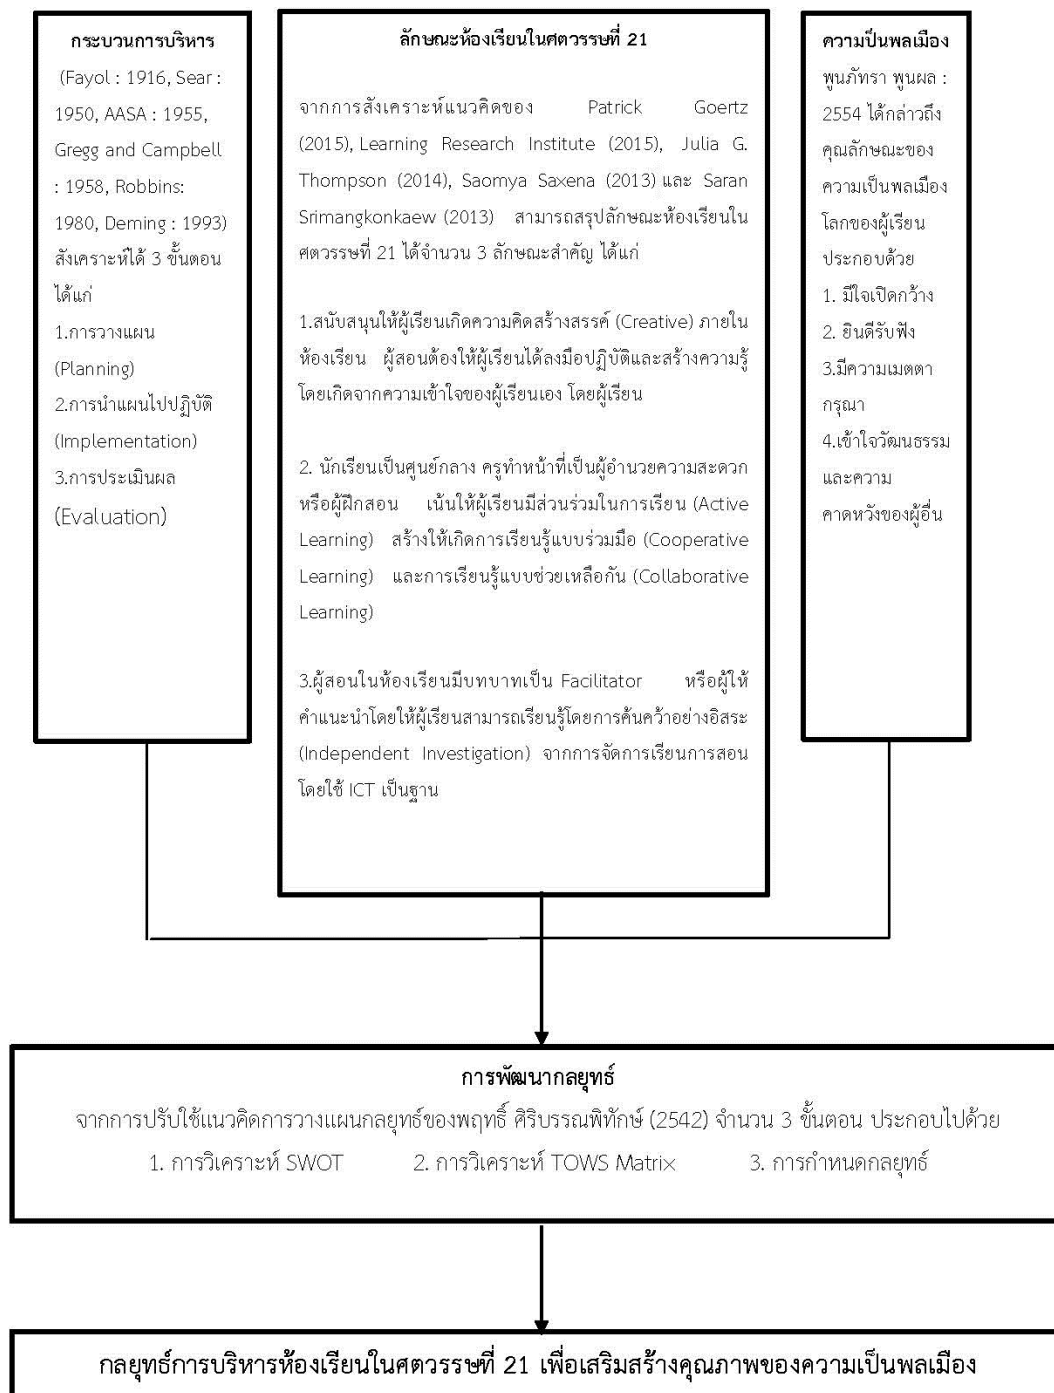 กระบวนการบริหาร
(Fayol : 1916, Sear :
1950, AASA : 1955,
Gregg and Campbell
: 1958, Robbins:
1980, Deming : 1993)
สังเคราะห์ได้ 3 ขั้นตอน
ได้แก่
1.การวางแผน
(Planning)
2.การนำแผนไปปฏิบัติ
(Implementation)
3.การประเมินผล
(Evaluation)
ลักษณะห้องเรียนในศตวรรษที่ 21
จากการสังเคราะห์แนวคิดของ Patrick Goertz
(2015), Learning Research Institute (2015), Julia G.
Thompson (2014), Saomya Saxena (2013) และ Saran
Srimangkonkaew (2013) สามารถสรุปลักษณะห้องเรียนใน
ศตวรรษที่ 21 ได้จำนวน 3 ลักษณะสำคัญ ได้แก่
1.สนับสนุนให้ผู้เรียนเกิดความคิดสร้างสรรค์ (Creative) ภายใน
ห้องเรียน ผู้สอนต้องให้ผู้เรียนได้ลงมือปฏิบัติและสร้างความรู้
โดยเกิดจากความเข้าใจของผู้เรียนเอง โดยผู้เรียน
2. นักเรียนเป็นศูนย์กลาง ครูทำหน้าที่เป็นผู้อำนวยความสะดวก
หรือผู้ฝึกสอน เน้นให้ผู้เรียนมีส่วนร่วมในการเรียน (Active
Learning) สร้างให้เกิดการเรียนรู้แบบร่วมมือ (Cooperative
Learning) และการเรียนรู้แบบช่วยเหลือกัน (Collaborative
Learning)
3.ผู้สอนในห้องเรียนมีบทบาทเป็น Facilitator หรือผู้ให้
คำแนะนำโดยให้ผู้เรียนสามารถเรียนรู้โดยการค้นคว้าอย่างอิสระ
(Independent Investigation) จากการจัดการเรียนการสอน
โดยใช้ ICT เป็นฐาน
ความป็นพลเมือง
พูนภัทรา พูนผล :
2554 ได้กล่าวถึง
คุณลักษณะของ
ความเป็นพลเมือง
โลกของผู้เรียน
ประกอบด้วย
1. มีใจเปิดกว้าง
2. ยินดีรับฟัง
3.มีความเมตตา
กรุณา
4.เข้าใจวัฒนธรรม
และความ
คาดหวังของผู้อื่น
การพัฒนากลยุทธ์
จากการปรับใช้แนวคิดการวางแผนกลยุทธ์ของพฤทธิ์ ศิริบรรณพิทักษ์ (2542) จำนวน 3 ขั้นตอน ประกอบไปด้วย
1. การวิเคราะห์ SWOT 2. การวิเคราะห์ TOWS Matrix 3. การกำหนดกลยุทธ์
กลยุทธ์การบริหารห้องเรียนในศตวรรษที่ 21 เพื่อเสริมสร้างคุณภาพของความเป็นพลเมือง